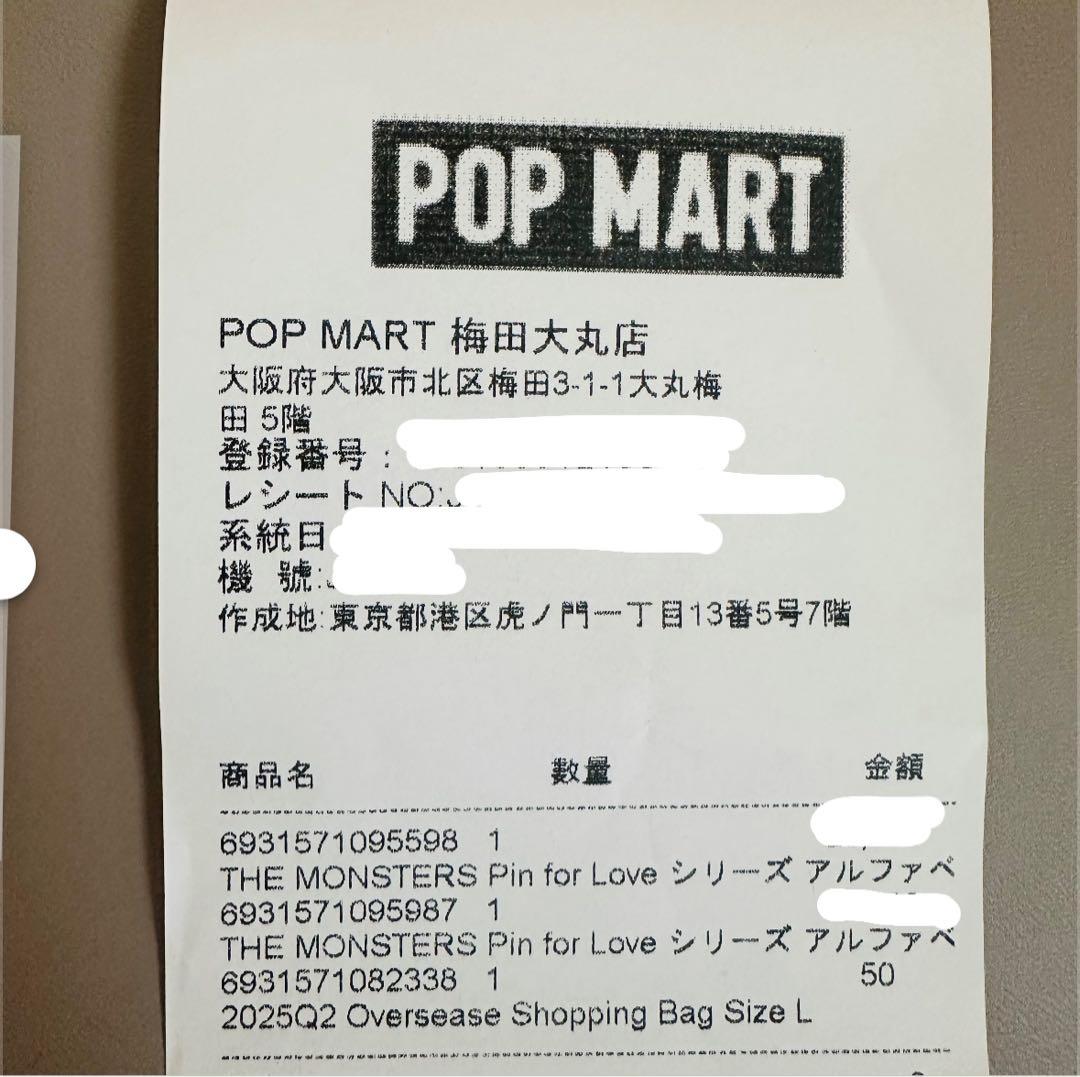 POP MART
POP MART 梅田大丸店
大阪府大阪市北区梅田3-1-1大丸梅
田 5階
登録番号 :
レシート NO:
系統日
機 號:
作成地:東京都港区虎ノ門一丁目13番5号7階
商品名 數量 金額
6931571095598 1
THE MONSTERS Pin for Love シリーズ アルファベ
6931571095987 1
THE MONSTERS Pin for Love シリーズ アルファベ
6931571082338 1 50
2025Q2 Oversease Shopping Bag Size L